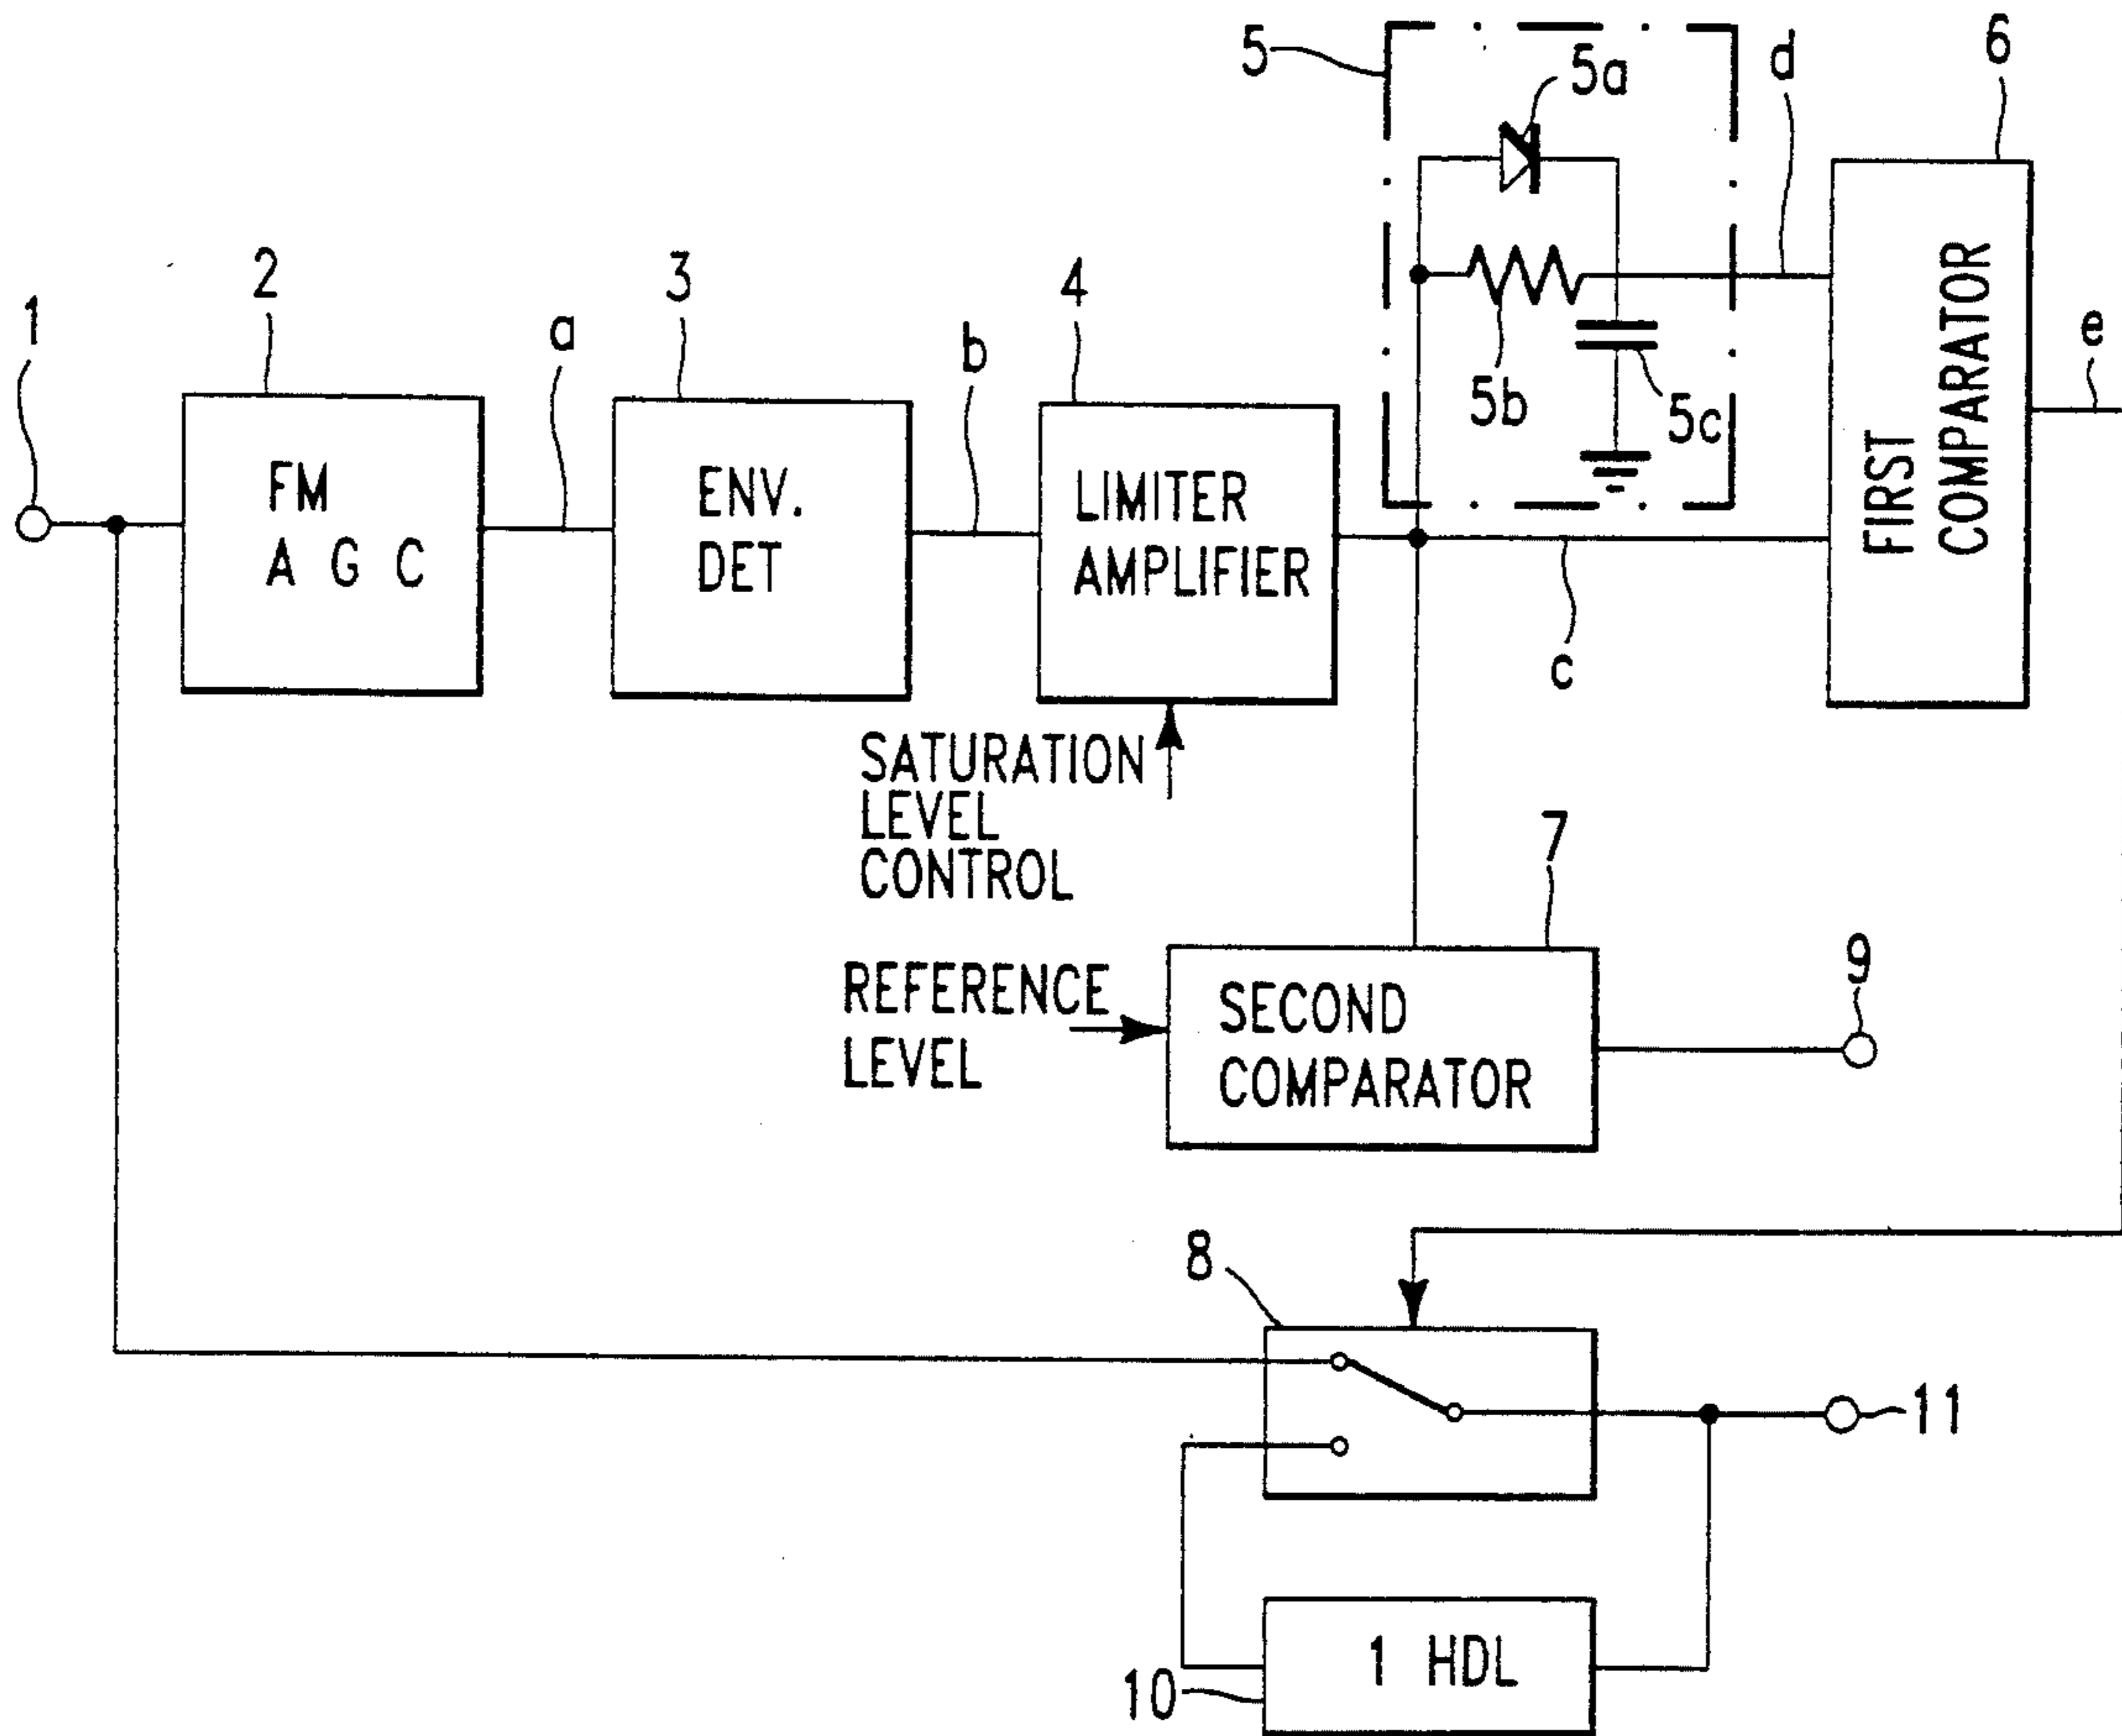 5
5a
d
6
2
3
4
1
a
b
5b
5c
e
FM
A G C
ENV.
DET
LIMITER
AMPLIFIER
FIRST
COMPARATOR
c
SATURATION
LEVEL
CONTROL
7
REFERENCE
LEVEL
SECOND
COMPARATOR
9
8
11
1 HDL
10